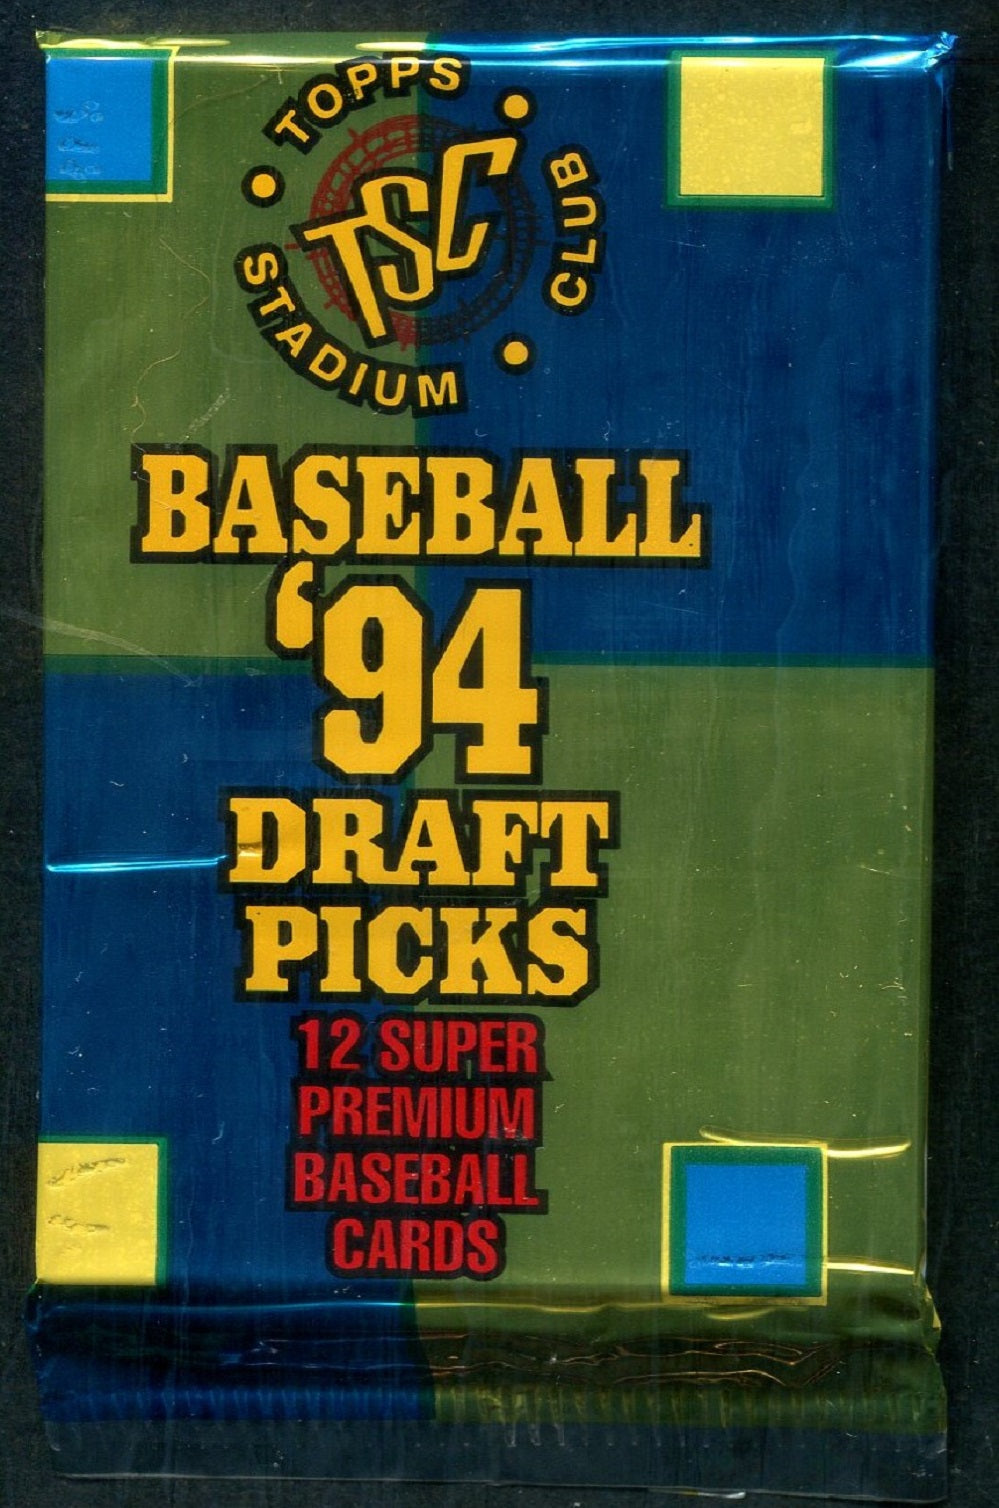 TOPPS
STADIUM
CLUB
TSC
BASEBALL
‘94
DRAFT
PICKS
12 SUPER
PREMIUM
BASEBALL
CARDS